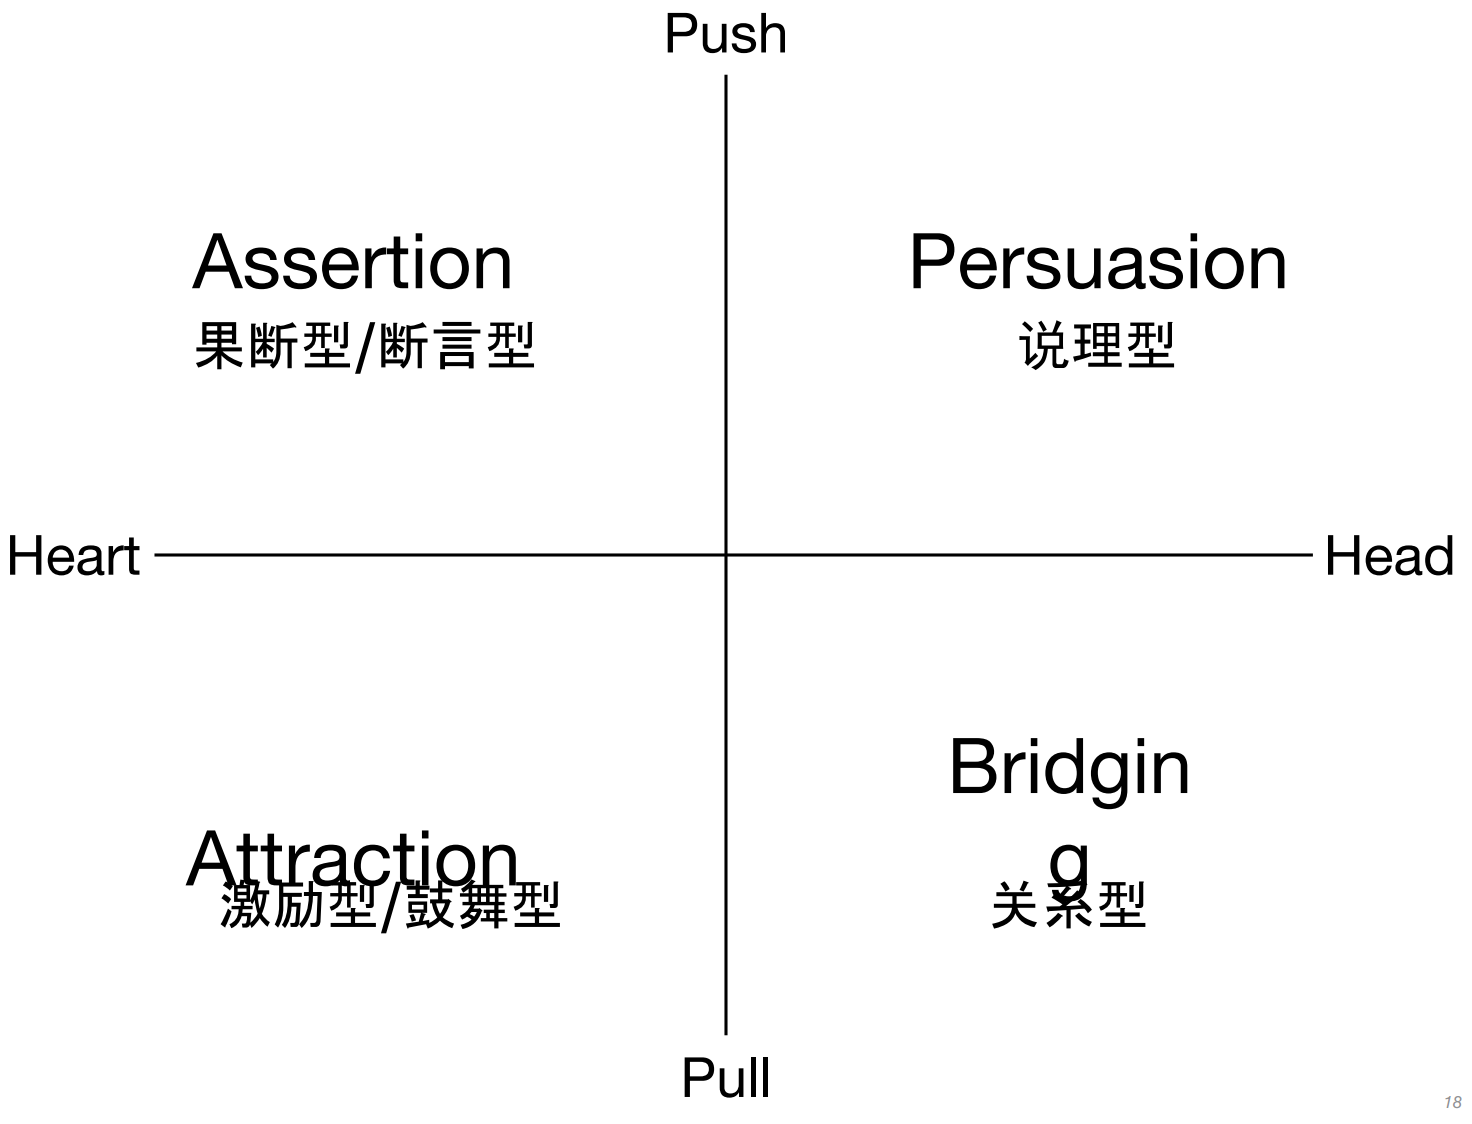 Push
Assertion
果断型/断言型
Persuasion
说理型
Heart
Head
Attraction
激励型/鼓舞型
Bridgin
g
关系型
Pull
18